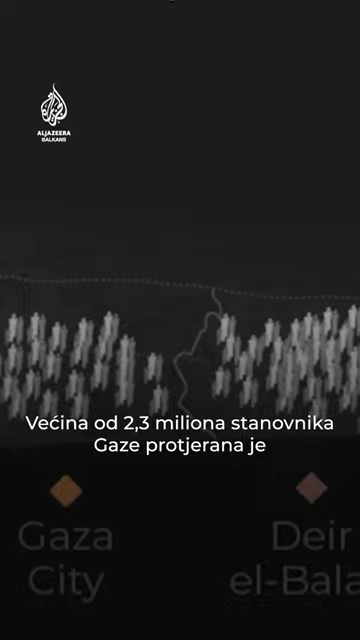 ALJAZEERA
BALKANS
Većina od 2,3 miliona stanovnika
Gaze protjerana je
Gaza
City
Deir
el-Bala